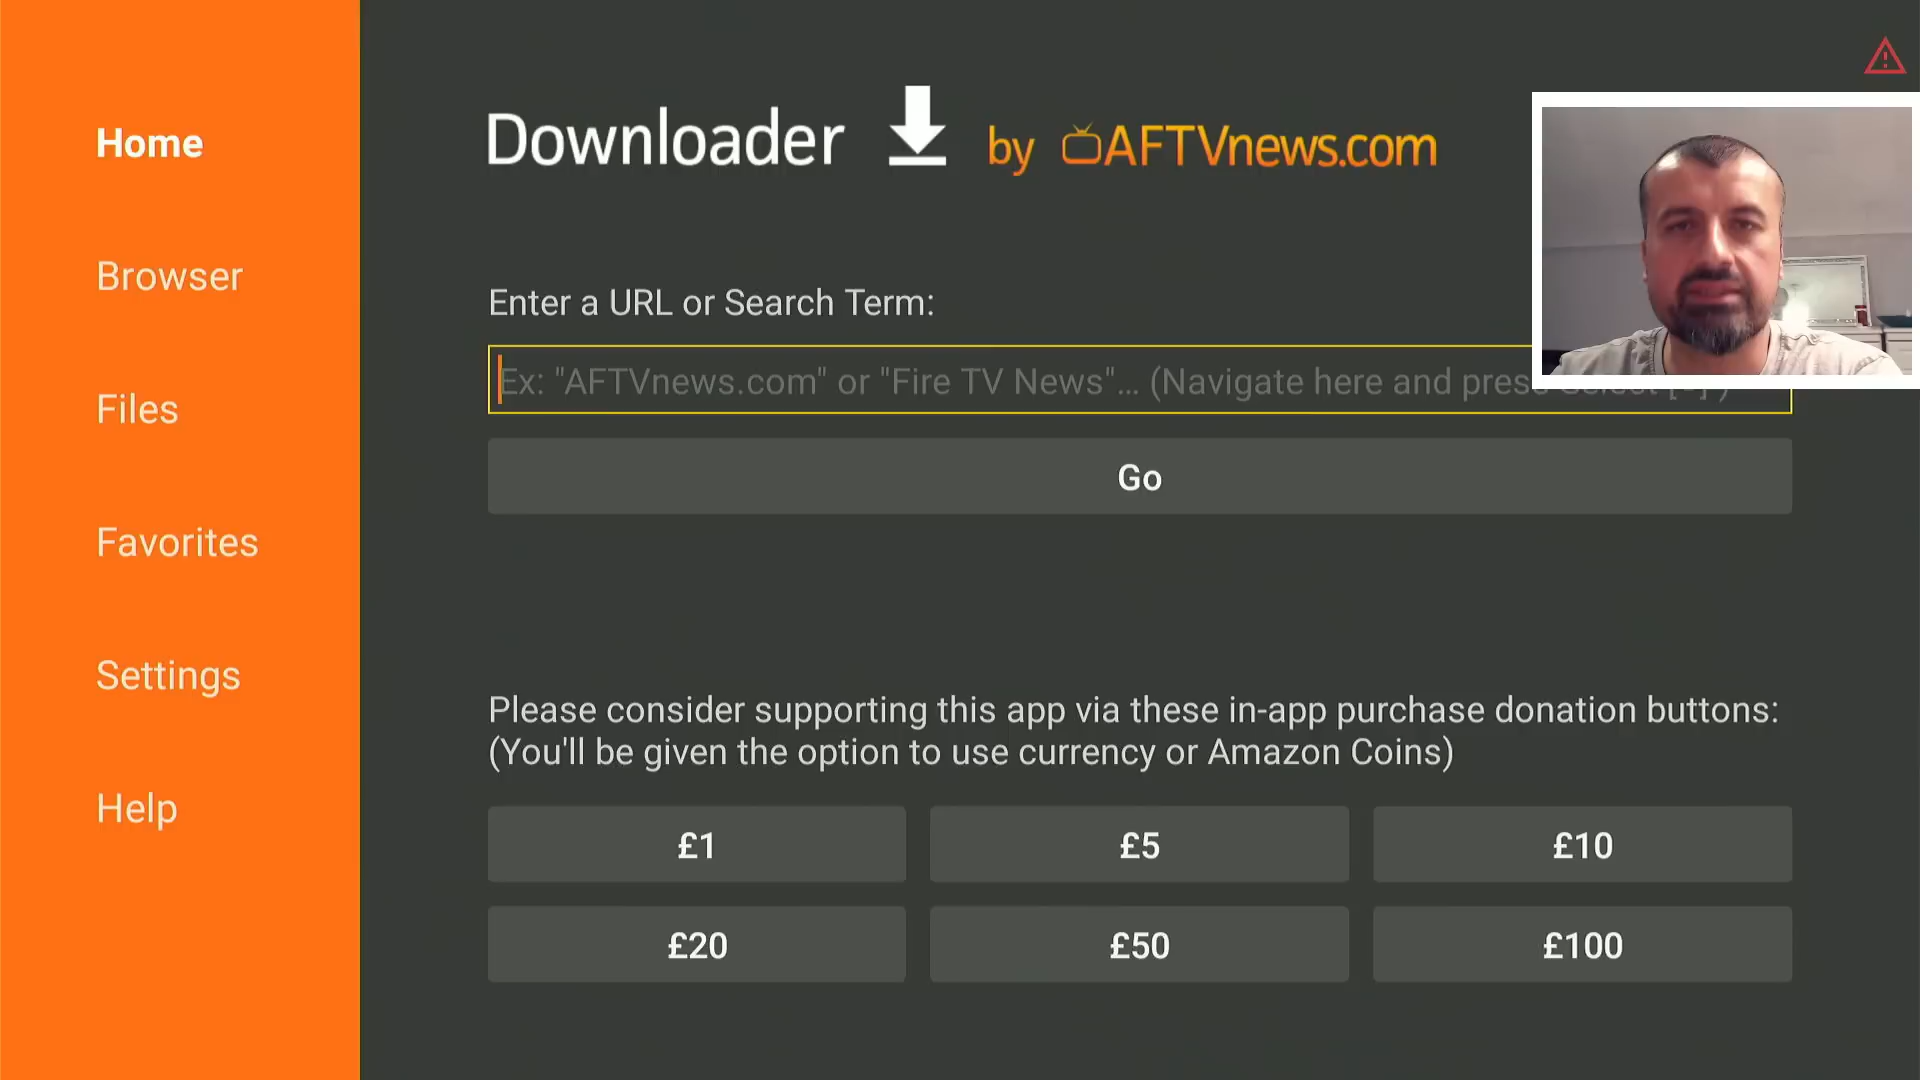 Home
Browser
Files
Favorites
Settings
Help
Downloader by AFTVnews.com
Enter a URL or Search Term:
Ex: "AFTVnews.com" or "Fire TV News"... (Navigate here and press Select
Go
Please consider supporting this app via these in-app purchase donation buttons:
(You'll be given the option to use currency or Amazon Coins)
£1 £5 £10
£20 £50 £100